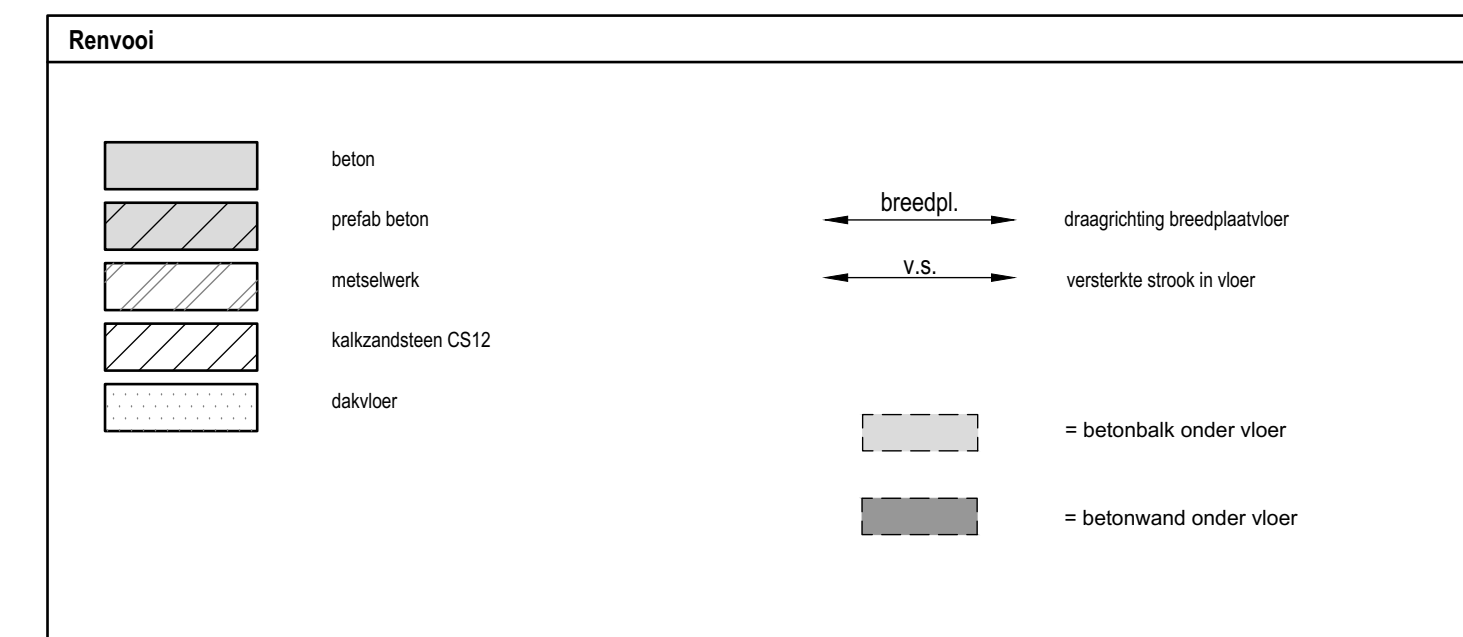 Renvooi
beton
prefab beton
metselwerk
kalkzandsteen CS12
dakvloer
breedpl.
draagrichting breedplaatvloer
v.s.
versterkte strook in vloer
= betonbalk onder vloer
= betonwand onder vloer